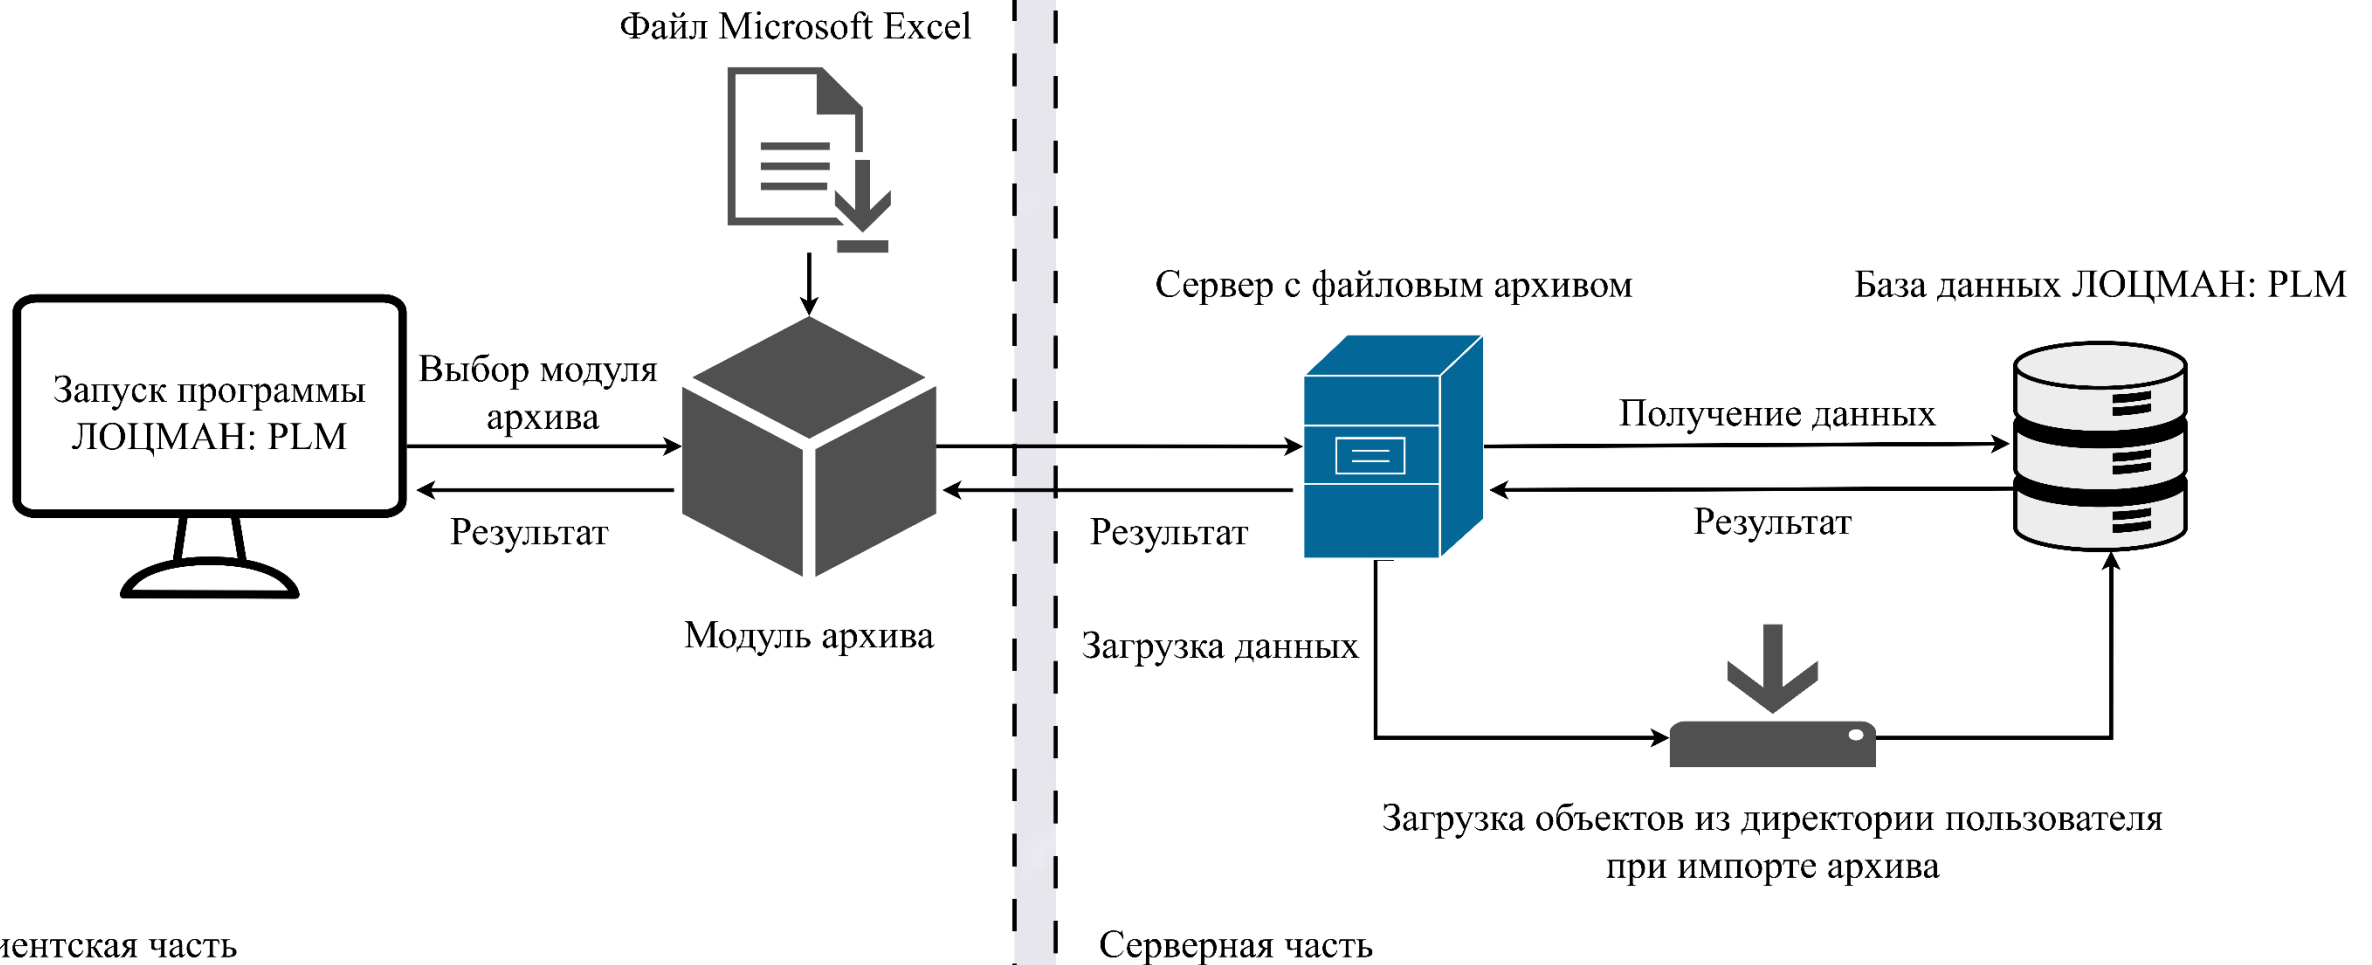 Файл Microsoft Excel
Сервер с файловым архивом
База данных ЛОЦМАН: PLM
Запуск программы
ЛОЦМАН: PLM
Выбор модуля
архива
Получение данных
Результат
Результат
Результат
Модуль архива
Загрузка данных
Загрузка объектов из директории пользователя
при импорте архива
иентская часть
Серверная часть